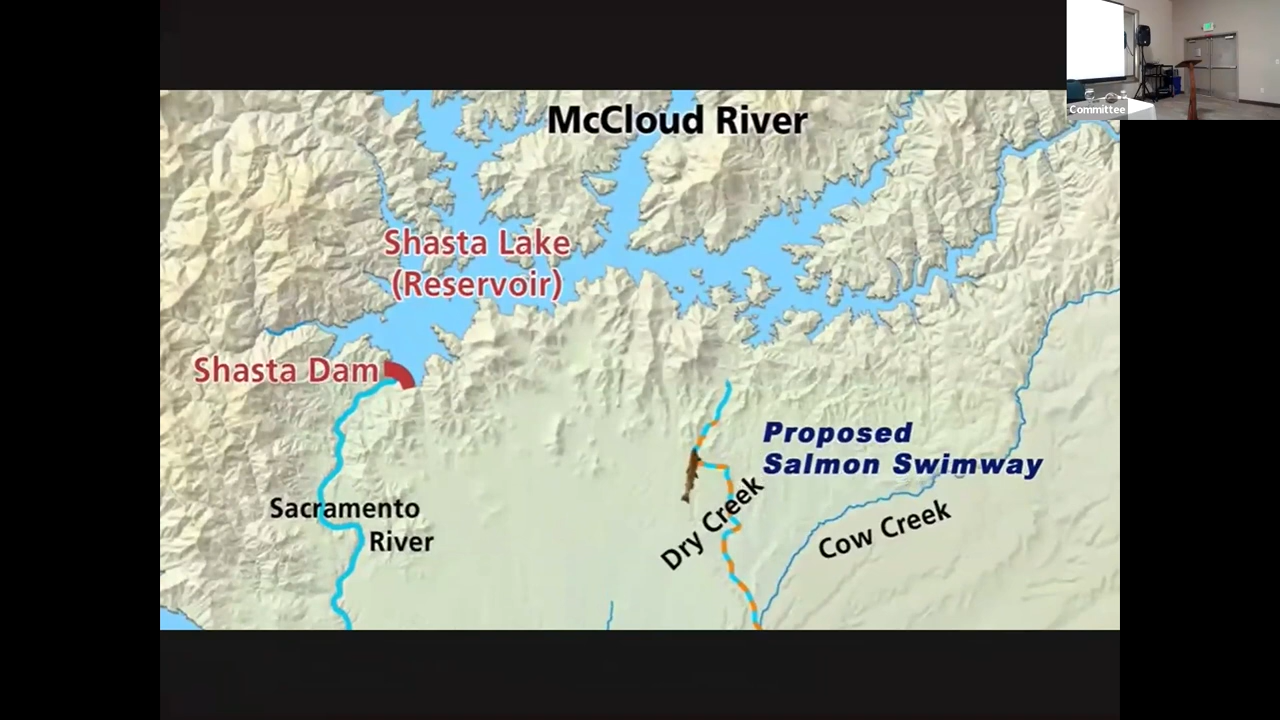 McCloud River
Committee
Shasta Lake
(Reservoir)
Shasta Dam
Proposed
Salmon Swimway
Sacramento
River
Dry Creek
Cow Creek